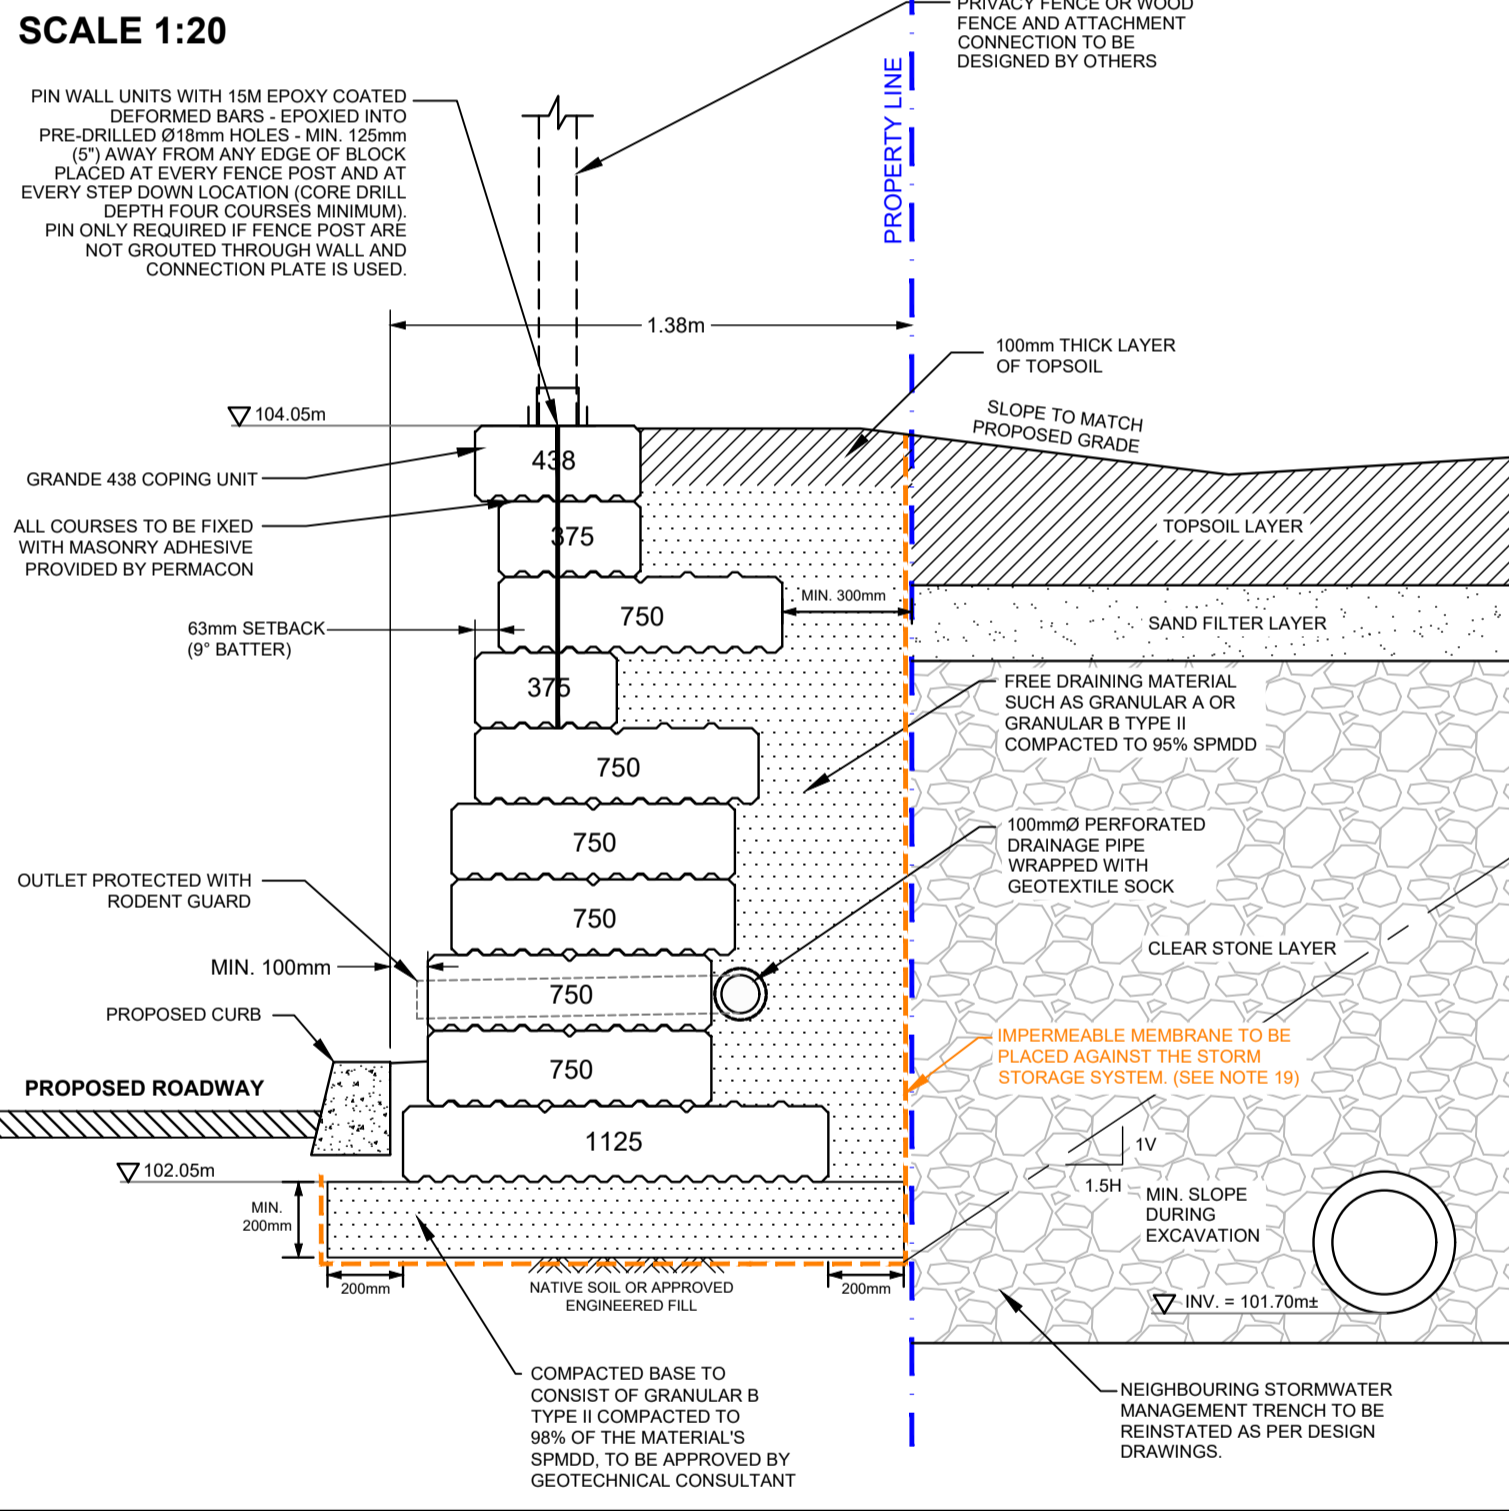 SCALE 1:20
PRIVACY FENCE OR WOOD
FENCE AND ATTACHMENT
CONNECTION TO BE
DESIGNED BY OTHERS
PROPERTY LINE
PIN WALL UNITS WITH 15M EPOXY COATED
DEFORMED BARS - EPOXIED INTO
PRE-DRILLED Ø18mm HOLES - MIN. 125mm
(5") AWAY FROM ANY EDGE OF BLOCK
PLACED AT EVERY FENCE POST AND AT
EVERY STEP DOWN LOCATION (CORE DRILL
DEPTH FOUR COURSES MINIMUM).
PIN ONLY REQUIRED IF FENCE POST ARE
NOT GROUTED THROUGH WALL AND
CONNECTION PLATE IS USED.
1.38m
100mm THICK LAYER
OF TOPSOIL
104.05m
SLOPE TO MATCH
PROPOSED GRADE
438
GRANDE 438 COPING UNIT
ALL COURSES TO BE FIXED
WITH MASONRY ADHESIVE
PROVIDED BY PERMACON
375
TOPSOIL LAYER
MIN. 300mm
750
SAND FILTER LAYER
63mm SETBACK
(9° BATTER)
375
FREE DRAINING MATERIAL
SUCH AS GRANULAR A OR
GRANULAR B TYPE II
COMPACTED TO 95% SPMDD
750
750
100mmØ PERFORATED
DRAINAGE PIPE
WRAPPED WITH
GEOTEXTILE SOCK
OUTLET PROTECTED WITH
RODENT GUARD
750
CLEAR STONE LAYER
MIN. 100mm
750
PROPOSED CURB
IMPERMEABLE MEMBRANE TO BE
PLACED AGAINST THE STORM
STORAGE SYSTEM. (SEE NOTE 19)
750
PROPOSED ROADWAY
1125
1V
1.5H
102.05m
MIN. SLOPE
DURING
EXCAVATION
MIN.
200mm
200mm
NATIVE SOIL OR APPROVED
ENGINEERED FILL
200mm
INV. = 101.70m±
COMPACTED BASE TO
CONSIST OF GRANULAR B
TYPE II COMPACTED TO
98% OF THE MATERIAL'S
SPMDD, TO BE APPROVED BY
GEOTECHNICAL CONSULTANT
NEIGHBOURING STORMWATER
MANAGEMENT TRENCH TO BE
REINSTATED AS PER DESIGN
DRAWINGS.